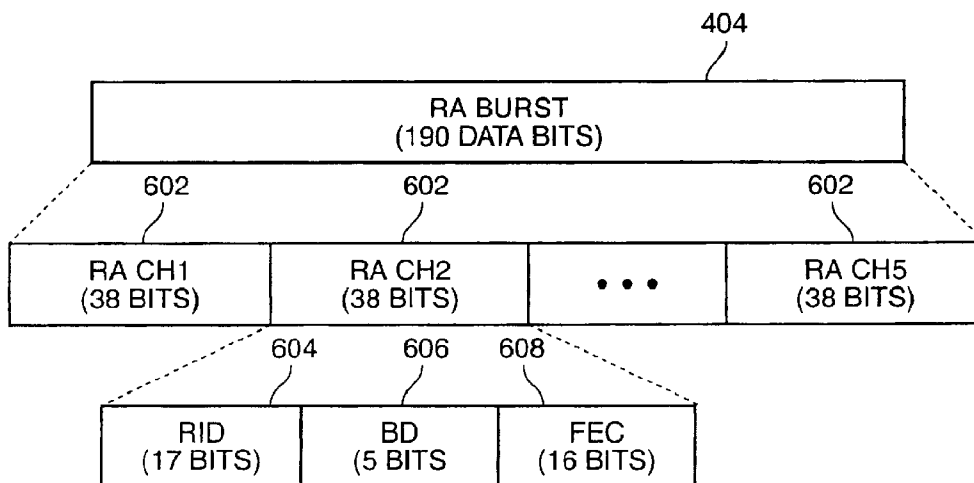 404
RA BURST
(190 DATA BITS)
602 602 602
RA CH1 RA CH2 • • • RA CH5
(38 BITS) (38 BITS) (38 BITS)
604 606 608
RID BD FEC
(17 BITS) (5 BITS (16 BITS)